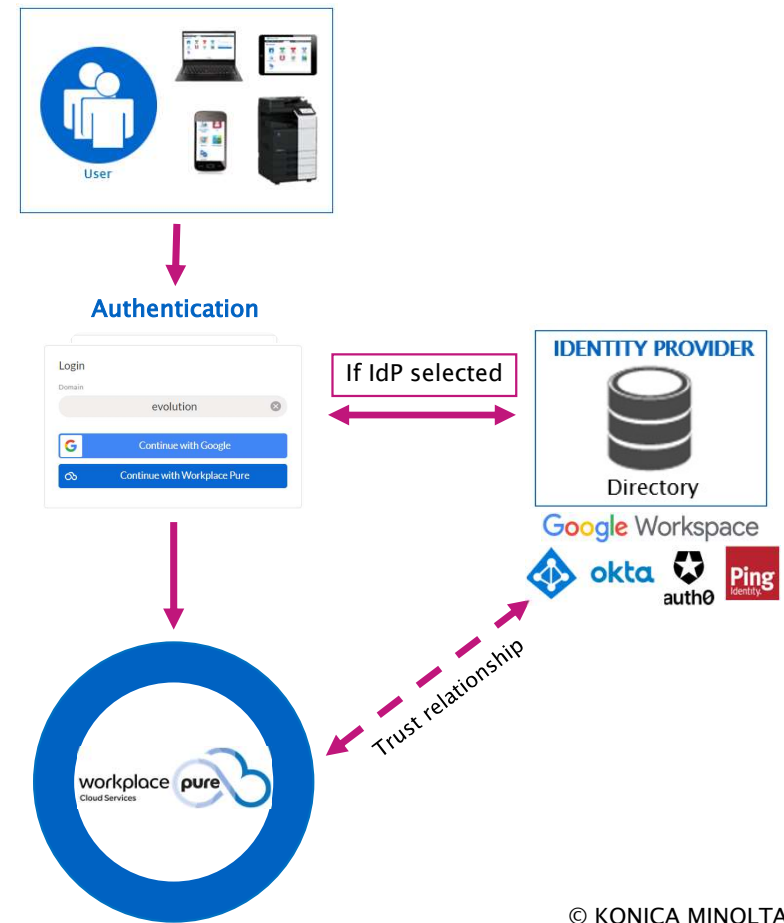 User
Authentication
Login
Domain
evolution
Continue with Google
Continue with Workplace Pure
If IdP selected
IDENTITY PROVIDER
Directory
Google Workspace
okta
auth0
Ping
Identity.
Trust relationship
workplace pure
Cloud Services
© KONICA MINOLTA